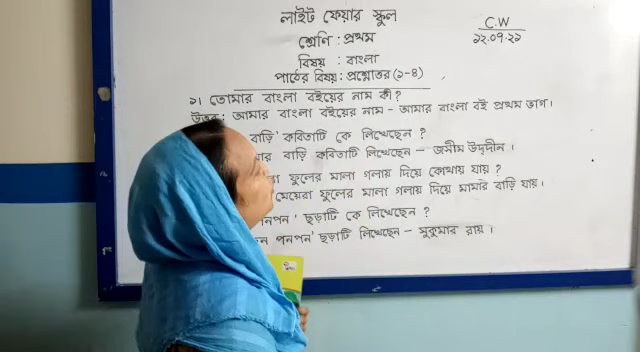 লাইট ফেয়ার স্কুল
C.W
১২.০৭.২১
শ্রেণি : প্রথম
বিষয় : বাংলা
পাঠের বিষয় : প্রশ্নোত্তর (১-৪)
১। তোমার বাংলা বইয়ের নাম কী?
উত্তর : আমার বাংলা বইয়ের নাম - আমার বাংলা বই প্রথম ভাগ।
বাড়ি' কবিতাটি কে লিখেছেন ?
বাড়ি কবিতাটি লিখেছেন - জসীম উদ্‌দীন ।
ফুলের মালা গলায় দিয়ে কোথায় যায় ?
মেয়েরা ফুলের মালা গলায় দিয়ে মামার বাড়ি যায় ।
ছড়াটি কে লিখেছেন ?
পনপন' ছড়াটি লিখেছেন - সুকুমার রায় ।